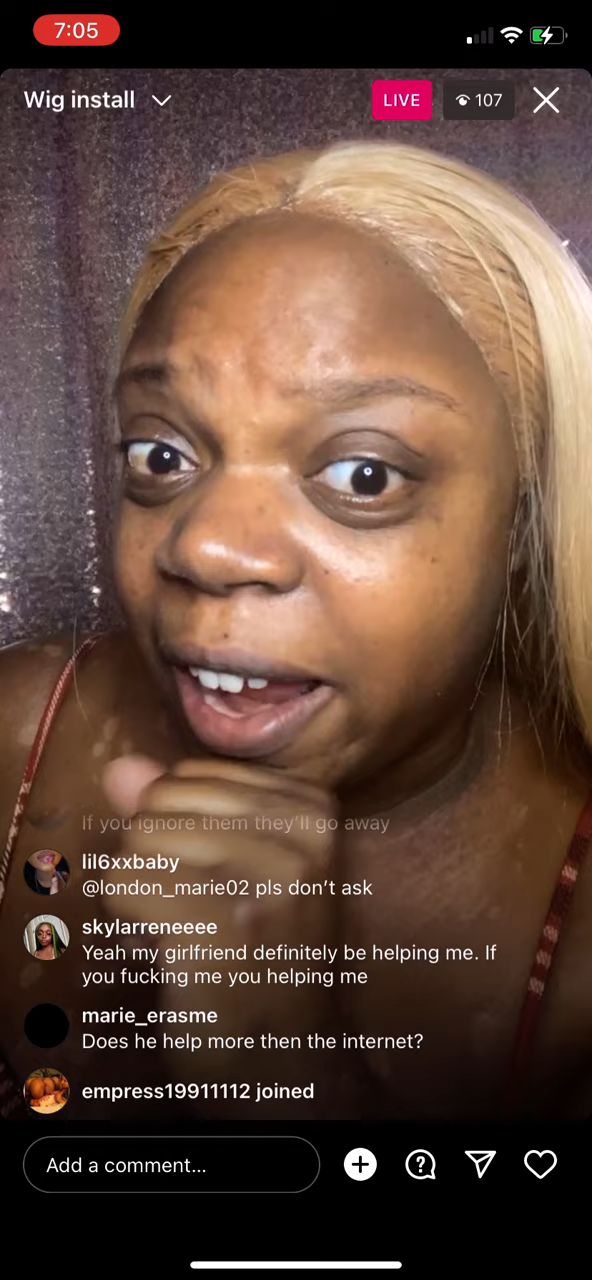 7:05
Wig install
LIVE
107
If you ignore them they'll go away
lil6xxbaby
@london_marie02 pls don't ask
skylarreneeee
Yeah my girlfriend definitely be helping me. If
you fucking me you helping me
marie_erasme
Does he help more then the internet?
empress19911112 joined
Add a comment...